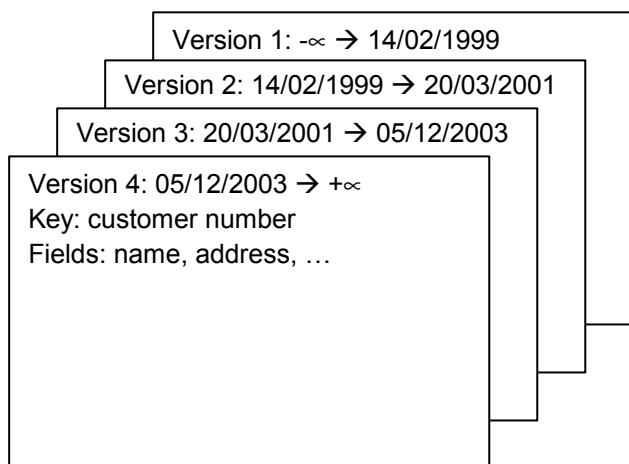 Version 1: -∝ → 14/02/1999
Version 2: 14/02/1999 → 20/03/2001
Version 3: 20/03/2001 → 05/12/2003
Version 4: 05/12/2003 → +∝
Key: customer number
Fields: name, address, …